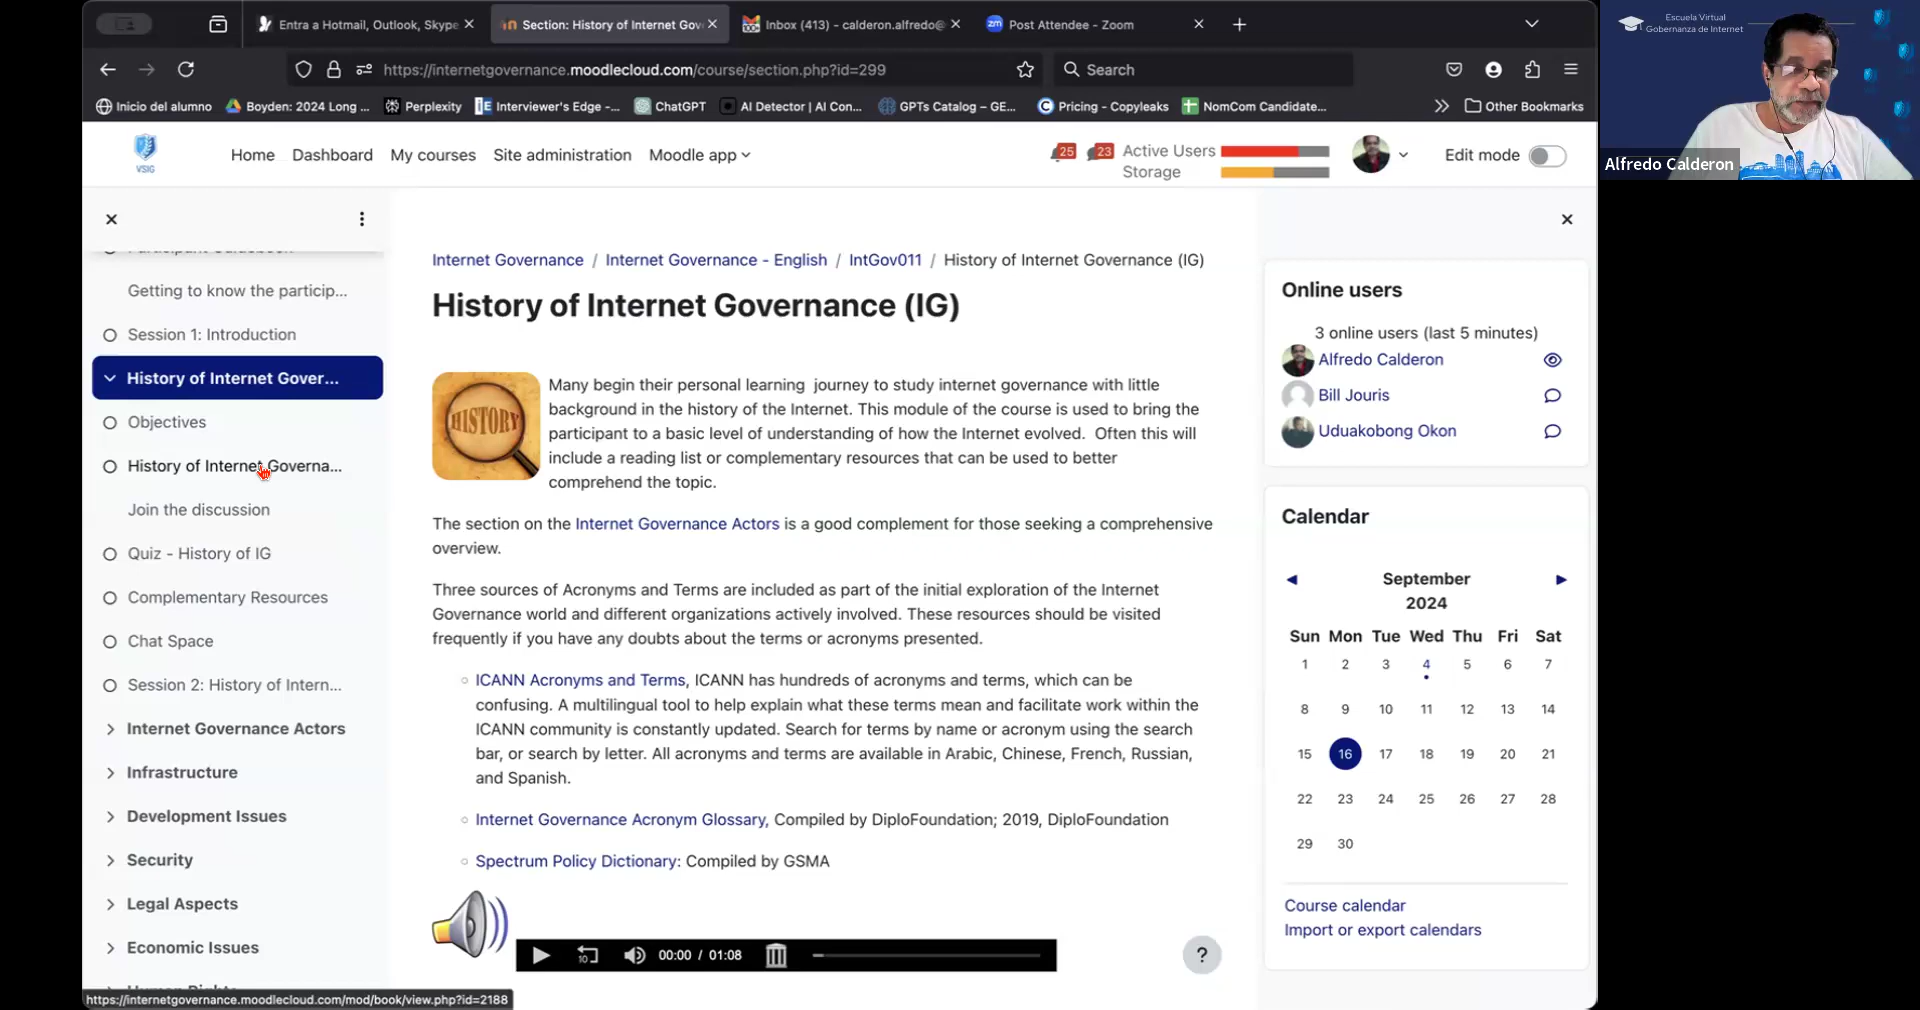 Entra a Hotmail, Outlook, Skype
Section: History of Internet Gov
Inbox (413) - calderon.alfredo@
zm Post Attendee - Zoom
https://internetgovernance.moodlecloud.com/course/section.php?id=299
Search
Inicio del alumno
Boyden: 2024 Long ...
Perplexity
Interviewer's Edge -...
ChatGPT
AI Detector | AI Con...
GPTs Catalog – GE...
Pricing - Copyleaks
NomCom Candidate...
Other Bookmarks
Escuela Virtual
Gobernanza de Internet
Alfredo Calderon
VSIG
Home
Dashboard
My courses
Site administration
Moodle app
25
23
Active Users
Storage
Edit mode
Getting to know the particip...
Session 1: Introduction
History of Internet Gover...
Objectives
History of Internet Governa...
Join the discussion
Quiz - History of IG
Complementary Resources
Chat Space
Session 2: History of Intern...
Internet Governance Actors
Infrastructure
Development Issues
Security
Legal Aspects
Economic Issues
https://internetgovernance.moodlecloud.com/mod/book/view.php?id=2188
Internet Governance / Internet Governance - English / IntGov011 / History of Internet Governance (IG)
History of Internet Governance (IG)
HISTORY
Many begin their personal learning journey to study internet governance with little
background in the history of the Internet. This module of the course is used to bring the
participant to a basic level of understanding of how the Internet evolved. Often this will
include a reading list or complementary resources that can be used to better
comprehend the topic.
The section on the Internet Governance Actors is a good complement for those seeking a comprehensive
overview.
Three sources of Acronyms and Terms are included as part of the initial exploration of the Internet
Governance world and different organizations actively involved. These resources should be visited
frequently if you have any doubts about the terms or acronyms presented.
ICANN Acronyms and Terms, ICANN has hundreds of acronyms and terms, which can be
confusing. A multilingual tool to help explain what these terms mean and facilitate work within the
ICANN community is constantly updated. Search for terms by name or acronym using the search
bar, or search by letter. All acronyms and terms are available in Arabic, Chinese, French, Russian,
and Spanish.
Internet Governance Acronym Glossary, Compiled by DiploFoundation; 2019, DiploFoundation
Spectrum Policy Dictionary: Compiled by GSMA
10
00:00 / 01:08
?
Online users
3 online users (last 5 minutes)
Alfredo Calderon
Bill Jouris
Uduakobong Okon
Calendar
September
2024
Sun Mon Tue Wed Thu Fri Sat
1 2 3 4 5 6 7
8 9 10 11 12 13 14
15 16 17 18 19 20 21
22 23 24 25 26 27 28
29 30
Course calendar
Import or export calendars